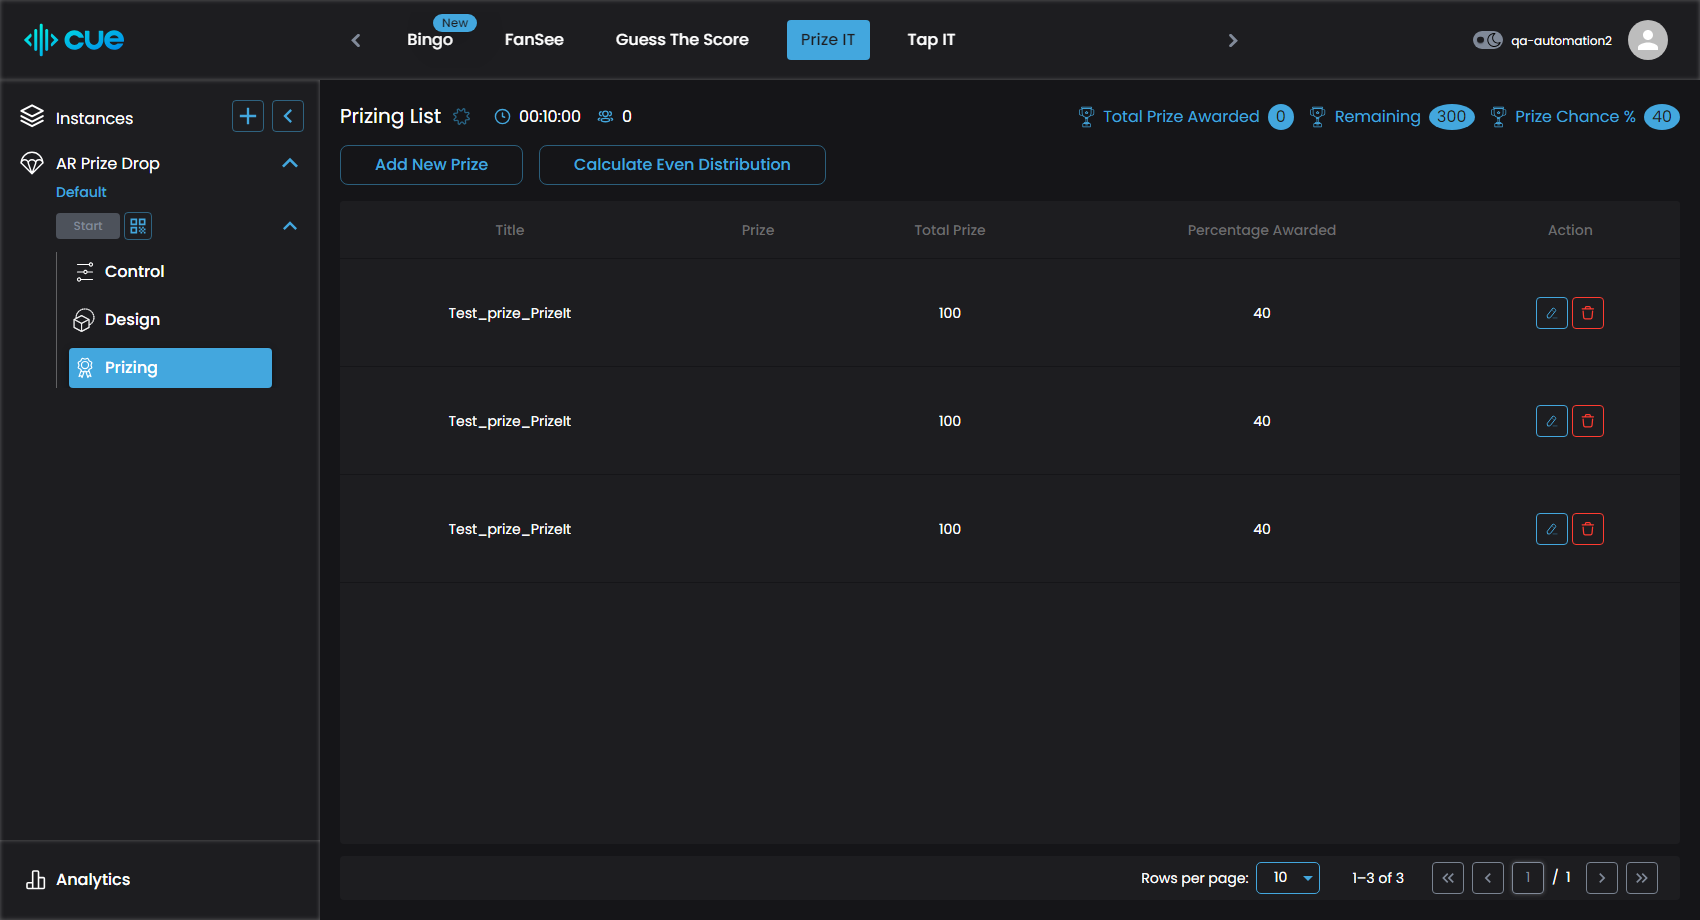 cue
New
Bingo
FanSee
Guess The Score
Prize IT
Tap IT
qa-automation2
Instances
AR Prize Drop
Default
Start
Control
Design
Prizing
Analytics
Prizing List 00:10:00 0
Total Prize Awarded 0 Remaining 300 Prize Chance % 40
Add New Prize Calculate Even Distribution
Title Prize Total Prize Percentage Awarded Action
Test_prize_PrizeIt 100 40
Test_prize_PrizeIt 100 40
Test_prize_PrizeIt 100 40
Rows per page: 10 1–3 of 3 1 / 1